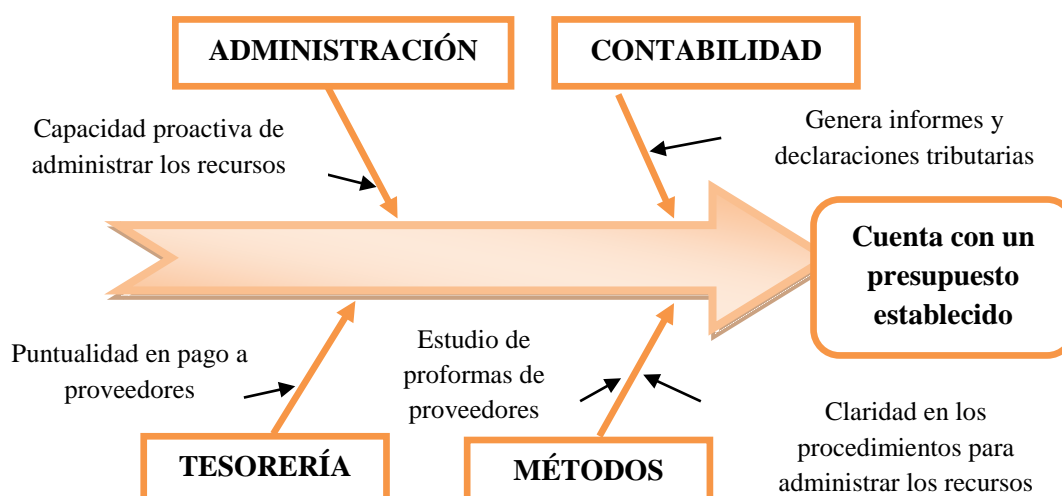 ADMINISTRACIÓN
CONTABILIDAD
Capacidad proactiva de
administrar los recursos
Genera informes y
declaraciones tributarias
Cuenta con un
presupuesto
establecido
Puntualidad en pago a
proveedores
Estudio de
proformas de
proveedores
Claridad en los
procedimientos para
administrar los recursos
TESORERÍA
MÉTODOS